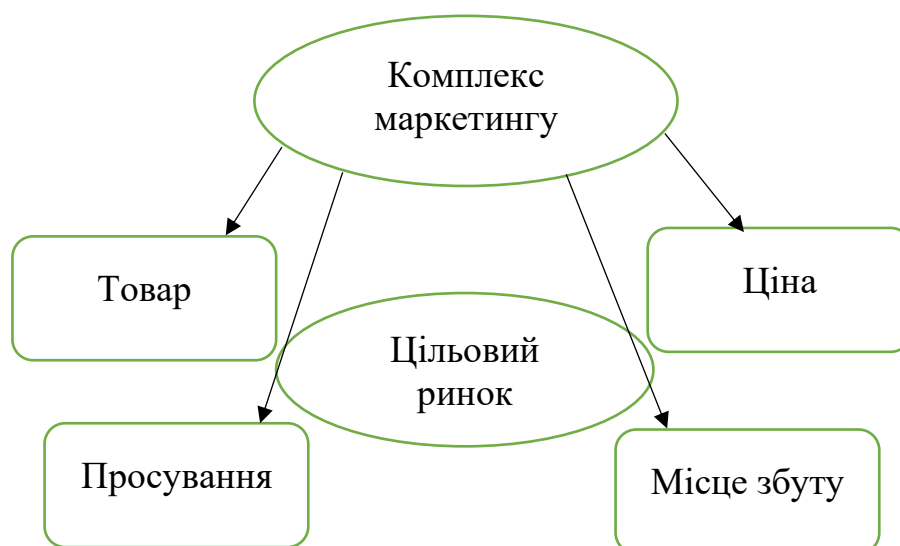 Комплекс
маркетингу
Товар
Ціна
Цільовий
ринок
Просування
Місце збуту